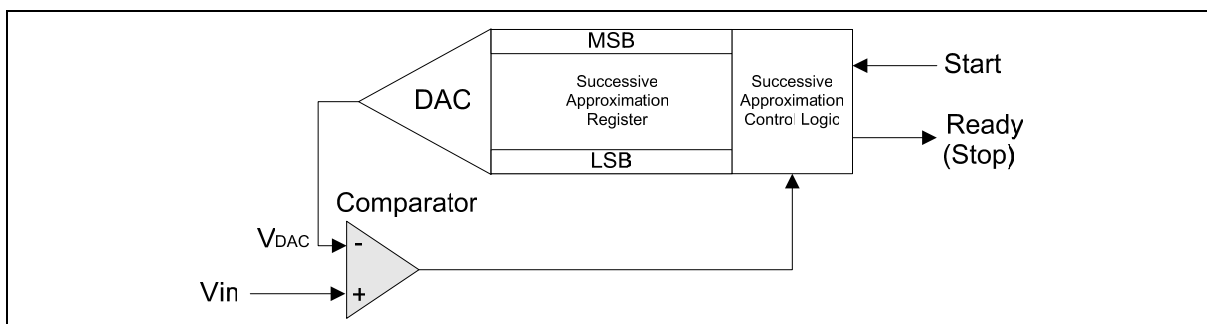 MSB
DAC
Successive
Approximation
Register
Successive
Approximation
Control Logic
LSB
Start
Ready
(Stop)
Comparator
VDAC
-
Vin
+